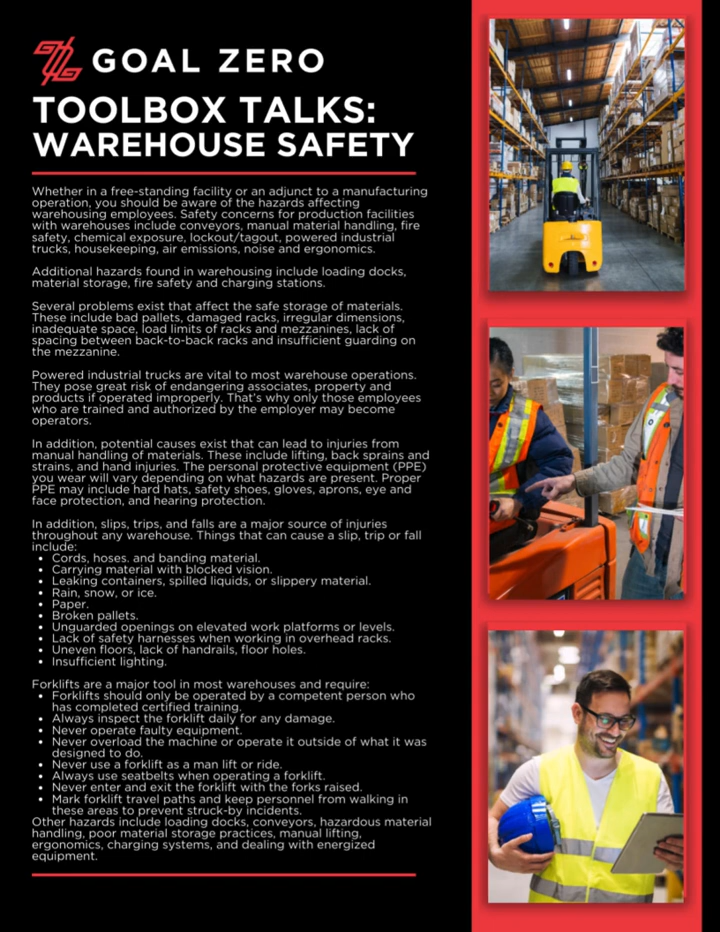 GOAL ZERO
TOOLBOX TALKS:
WAREHOUSE SAFETY
Whether in a free-standing facility or an adjunct to a manufacturing
operation, you should be aware of the hazards affecting
warehousing employees. Safety concerns for production facilities
with warehouses include conveyors, manual material handling, fire
safety, chemical exposure, lockout/tagout, powered industrial
trucks, housekeeping, air emissions, noise and ergonomics.
Additional hazards found in warehousing include loading docks,
material storage, fire safety and charging stations.
Several problems exist that affect the safe storage of materials.
These include bad pallets, damaged racks, irregular dimensions,
inadequate space, load limits of racks and mezzanines, lack of
spacing between back-to-back racks and insufficient guarding on
the mezzanine.
Powered industrial trucks are vital to most warehouse operations.
They pose great risk of endangering associates, property and
products if operated improperly. That's why only those employees
who are trained and authorized by the employer may become
operators.
In addition, potential causes exist that can lead to injuries from
manual handling of materials. These include lifting, back sprains and
strains, and hand injuries. The personal protective equipment (PPE)
you wear will vary depending on what hazards are present. Proper
PPE may include hard hats, safety shoes, gloves, aprons, eye and
face protection, and hearing protection.
In addition, slips, trips, and falls are a major source of injuries
throughout any warehouse. Things that can cause a slip, trip or fall
include:
• Cords, hoses. and banding material.
• Carrying material with blocked vision.
• Leaking containers, spilled liquids, or slippery material.
• Rain, snow, or ice.
• Paper.
• Broken pallets.
• Unguarded openings on elevated work platforms or levels.
• Lack of safety harnesses when working in overhead racks.
• Uneven floors, lack of handrails, floor holes.
• Insufficient lighting.
Forklifts are a major tool in most warehouses and require:
• Forklifts should only be operated by a competent person who
has completed certified training.
• Always inspect the forklift daily for any damage.
• Never operate faulty equipment.
• Never overload the machine or operate it outside of what it was
designed to do.
• Never use a forklift as a man lift or ride.
• Always use seatbelts when operating a forklift.
• Never enter and exit the forklift with the forks raised.
• Mark forklift travel paths and keep personnel from walking in
these areas to prevent struck-by incidents.
Other hazards include loading docks, conveyors, hazardous material
handling, poor material storage practices, manual lifting,
ergonomics, charging systems, and dealing with energized
equipment.